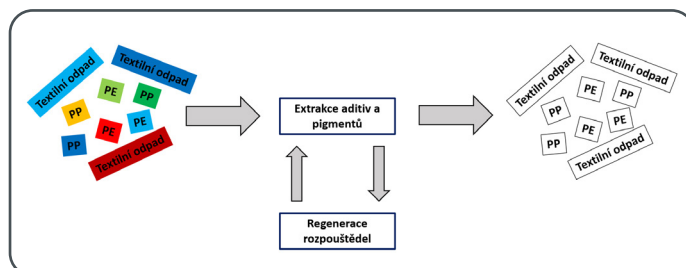 Textilní odpad
Textilní odpad
PE
PP
PP
PE
PE
PP
Textilní odpad
Extrakce aditiv a
pigmentů
Regenerace
rozpouštědel
Textilní odpad
Textilní odpad
PE
PP
PP
PE
PE
PP
Textilní odpad